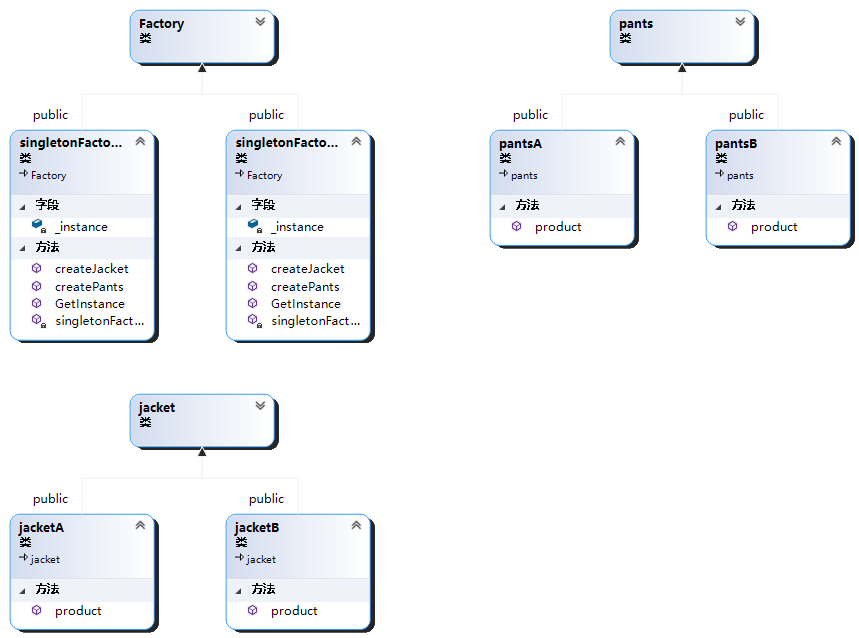 Factory
类
pants
类
public
public
public
public
singletonFacto...
类
Factory
字段
_instance
方法
createJacket
createPants
GetInstance
singletonFact...
singletonFacto...
类
Factory
字段
_instance
方法
createJacket
createPants
GetInstance
singletonFact...
pantsA
类
pants
方法
product
pantsB
类
pants
方法
product
jacket
类
public
public
jacketA
类
jacket
方法
product
jacketB
类
jacket
方法
product